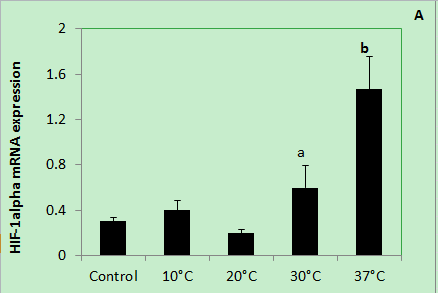 A
HIF-1alpha mRNA expression
2
1.6
1.2
0.8
0.4
0
a
b
Control 10°C 20°C 30°C 37°C